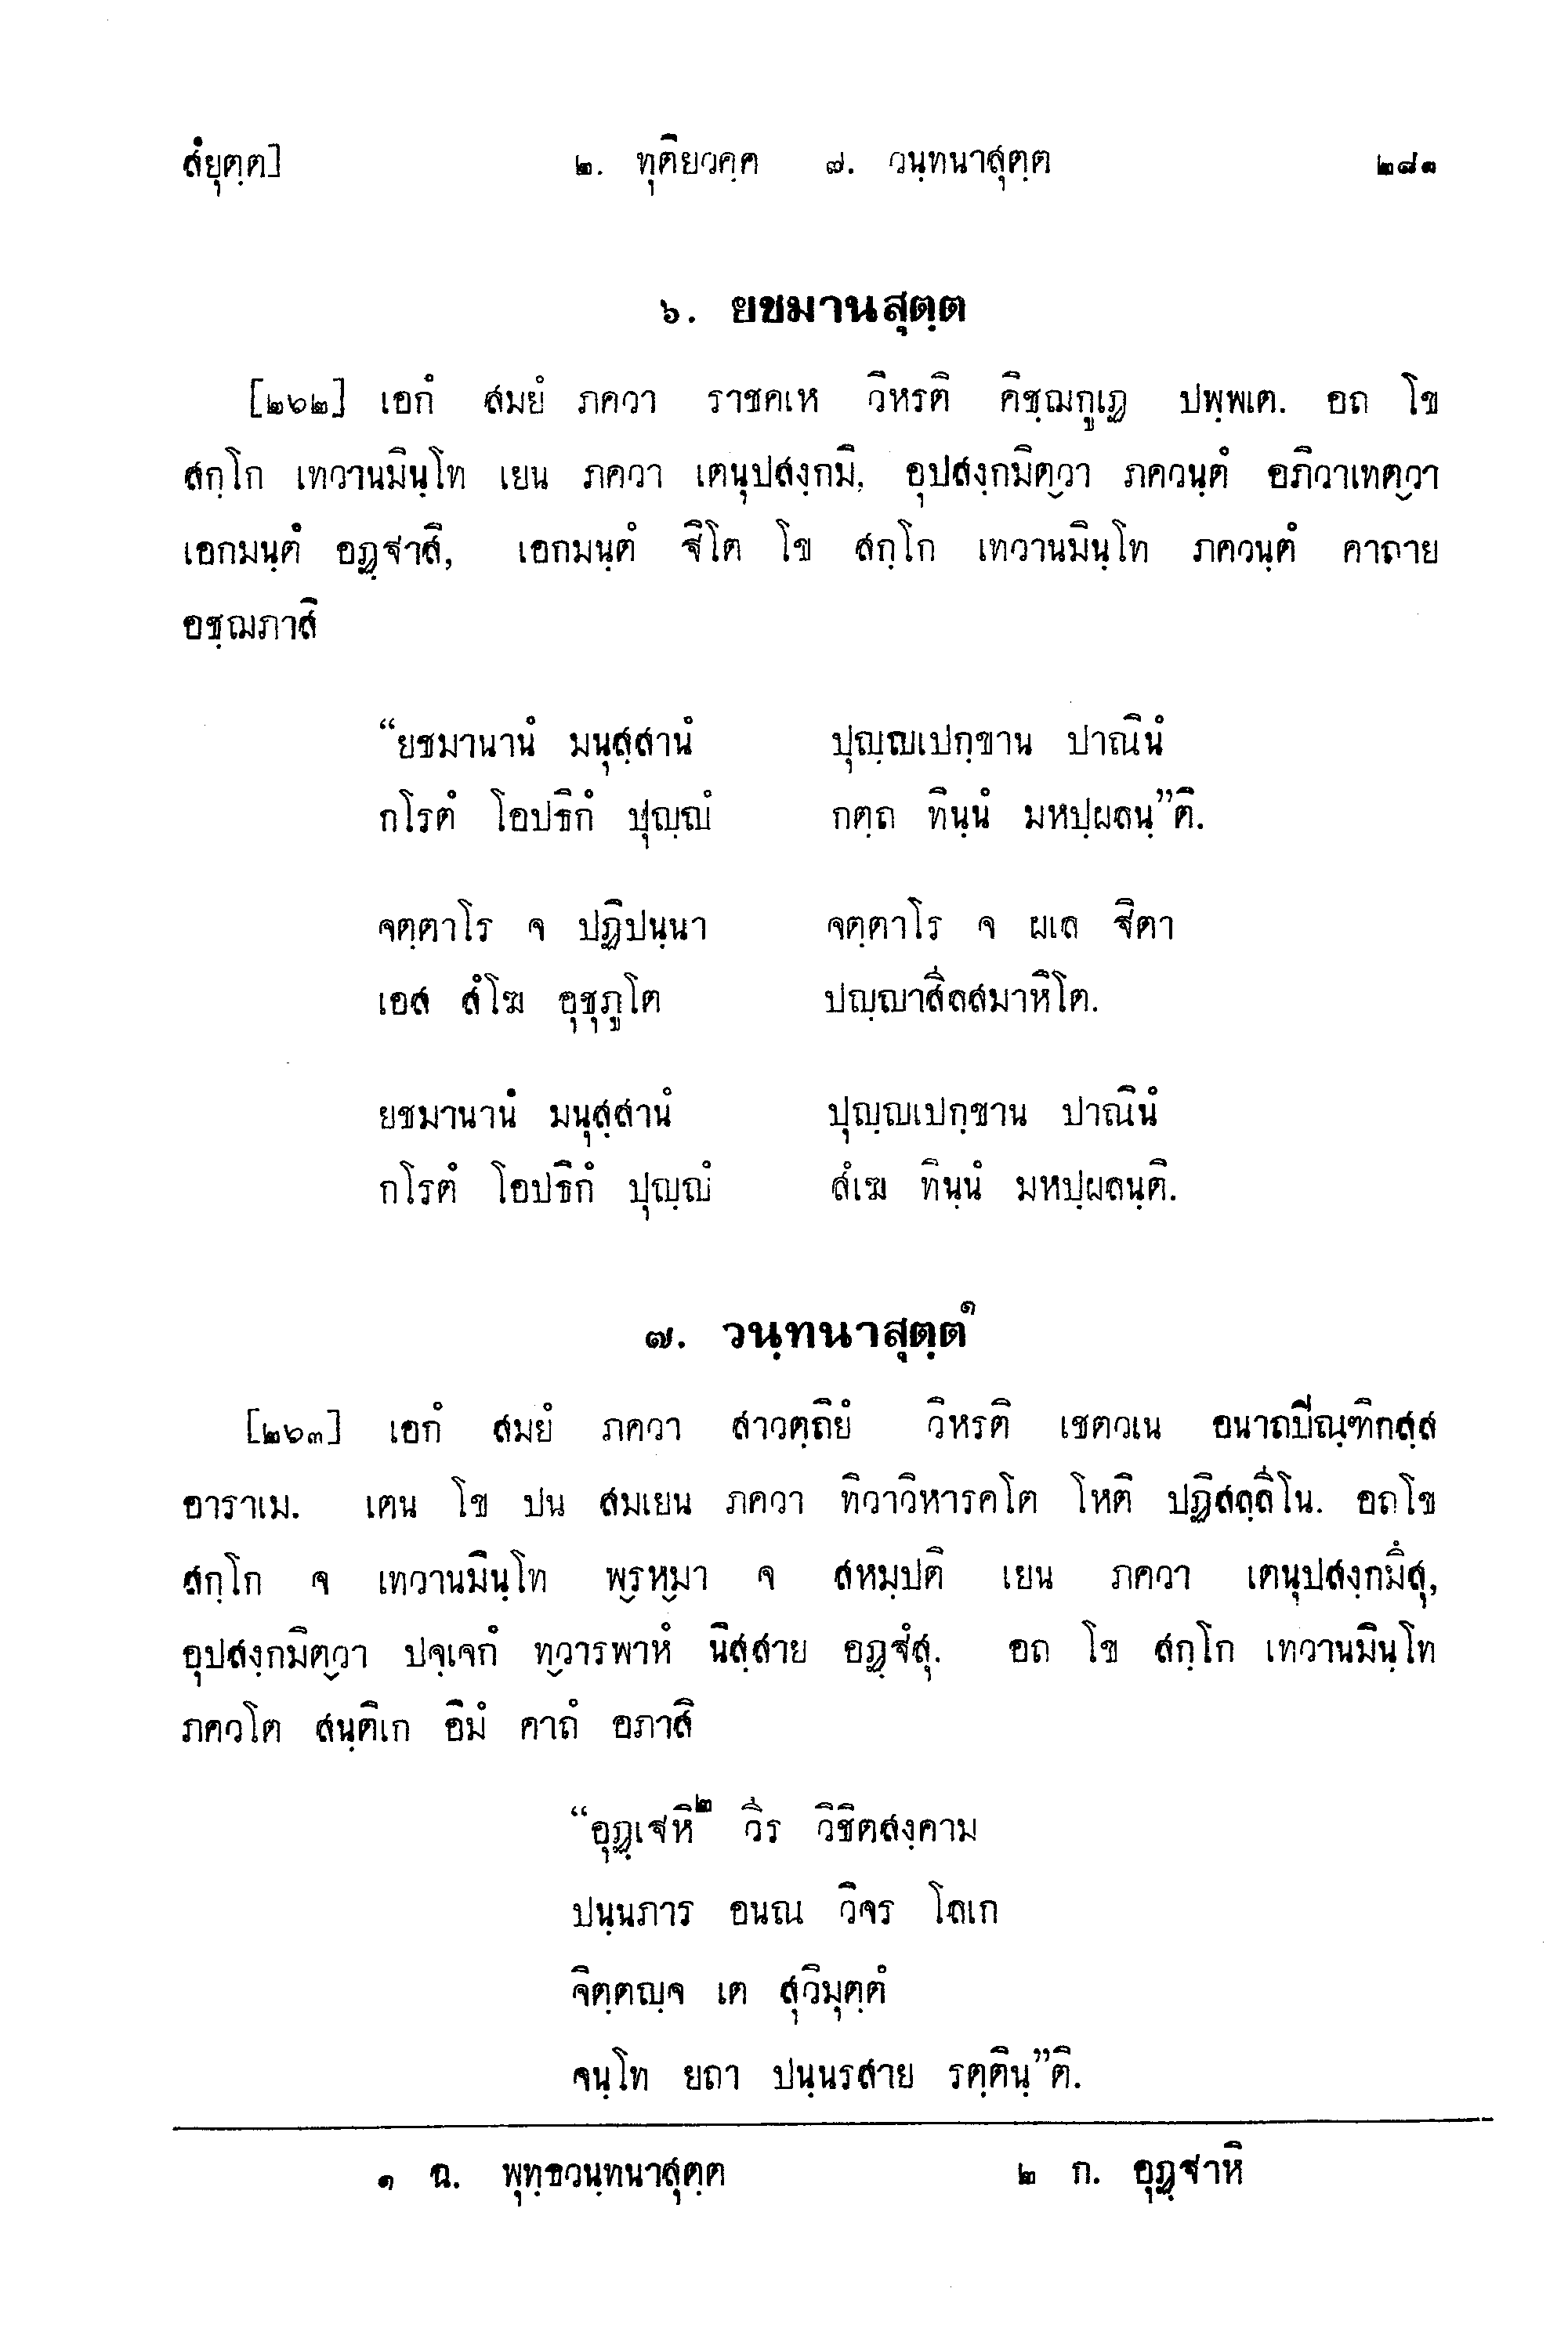 สํยุตฺต]	๒. ทุติยวคฺค ๗. วนฺทนาสุตฺต	๒๘๑
๖. ยชมานสุตฺต
[๒๖๒] เอกํ สมยํ ภควา ราชคเห วิหรติ คิชฺฌกูเฏ ปพฺพเต. อถ โข
สกฺโก เทวานมินฺโท เยน ภควา เตนุปสงฺกมิ, อุปสงฺกมิตฺวา ภควนฺตํ อภิวาเทตฺวา
เอกมนฺตํ อฏฺฐาสิ, เอกมนฺตํ ฐิโต โข สกฺโก เทวานมินฺโท ภควนฺตํ คาถาย
อชฺฌภาสิ
“ยชมานานํ มนุสฺสานํ	ปุญฺญเปกฺขาน ปาณินํ
กโรตํ โอปธิกํ ปุญฺญํ	กตฺถ ทินฺนํ มหปฺผลนฺ”ติ.
จตฺตาโร จ ปฏิปนฺนา	จตฺตาโร จ ผเล ฐิตา
เอส สํโฆ อุชุภูโต	ปญฺญาสีลสมาหิโต.
ยชมานานํ มนุสฺสานํ	ปุญฺญเปกฺขาน ปาณินํ
กโรตํ โอปธิกํ ปุญฺญํ	สํเฆ ทินฺนํ มหปฺผลนฺติ.
๗. วนฺทนาสุตฺต๑
[๒๖๓] เอกํ สมยํ ภควา สาวตฺถิยํ วิหรติ เชตวเน อนาถปิณฺฑิกสฺส
อาราเม. เตน โข ปน สมเยน ภควา ทิวาวิหารคโต โหติ ปฏิสลฺลีโน. อถโข
สกฺโก จ เทวานมินฺโท พฺรหฺมา จ สหมฺปติ เยน ภควา เตนุปสงฺกมิํสุ,
อุปสงฺกมิตฺวา ปจฺเจกํ ทฺวารพาหํ นิสฺสาย อฏฺฐํสุ. อถ โข สกฺโก เทวานมินฺโท
ภควโต สนฺติเก อิมํ คาถํ อภาสิ
“อุฏฺเฐหิ๒ วีร วิชิตสงฺคาม
ปนฺนภาร อนณ วิจร โลเก
จิตฺตญฺจ เต สุวิมุตฺตํ
จนฺโท ยถา ปนฺนรสาย รตฺตินฺ”ติ.
๑ ฉ. พุทฺธวนฺทนาสุตฺต	๒ ก. อุฏฺฐาหิ